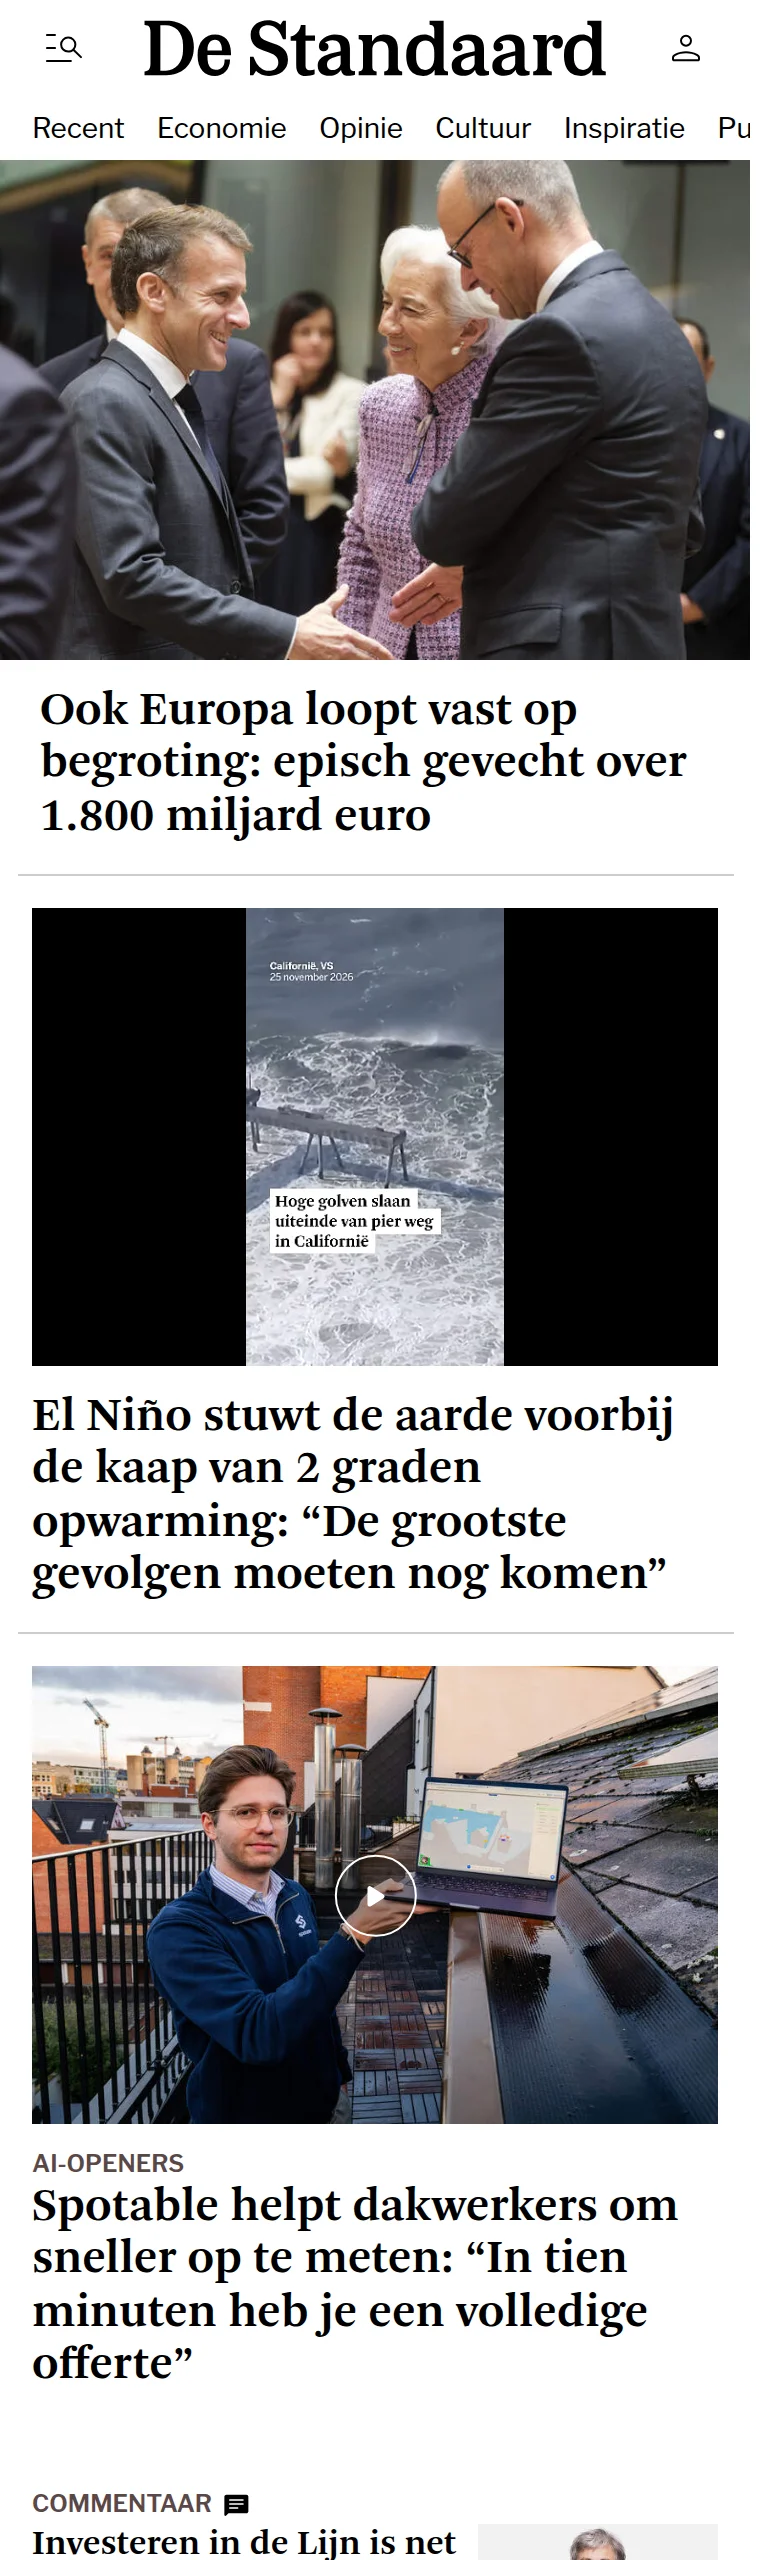 De Standaard
Recent Economie Opinie Cultuur Inspiratie Pu
Ook Europa loopt vast op
begroting: episch gevecht over
1.800 miljard euro
Californië, VS
25 november 2026
Hoge golven slaan
uiteinde van pier weg
in Californië
El Niño stuwt de aarde voorbij
de kaap van 2 graden
opwarming: “De grootste
gevolgen moeten nog komen”
AI-OPENERS
Spotable helpt dakwerkers om
sneller op te meten: “In tien
minuten heb je een volledige
offerte”
COMMENTAAR
Investeren in de Lijn is net